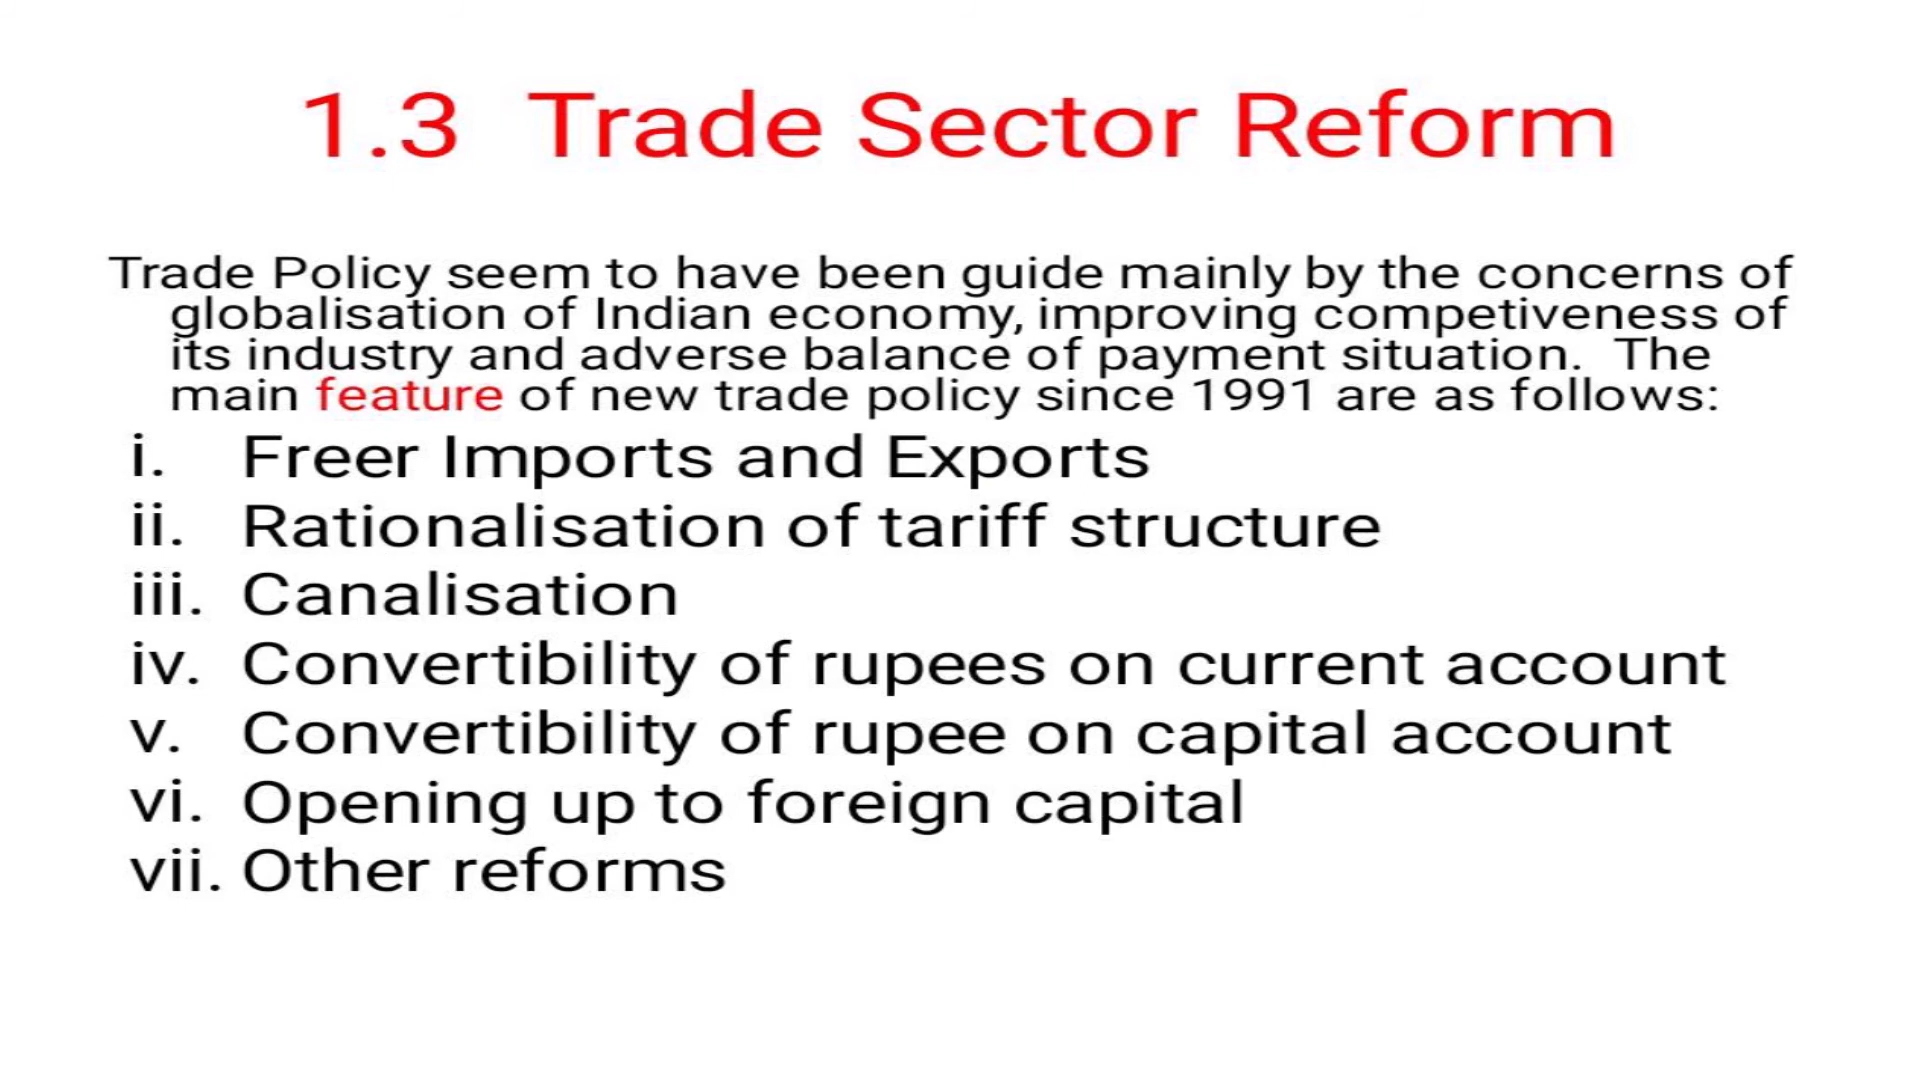 1.3 Trade Sector Reform
Trade Policy seem to have been guide mainly by the concerns of
globalisation of Indian economy, improving competiveness of
its industry and adverse balance of payment situation. The
main feature of new trade policy since 1991 are as follows:
i. Freer Imports and Exports
ii. Rationalisation of tariff structure
iii. Canalisation
iv. Convertibility of rupees on current account
v. Convertibility of rupee on capital account
vi. Opening up to foreign capital
vii. Other reforms